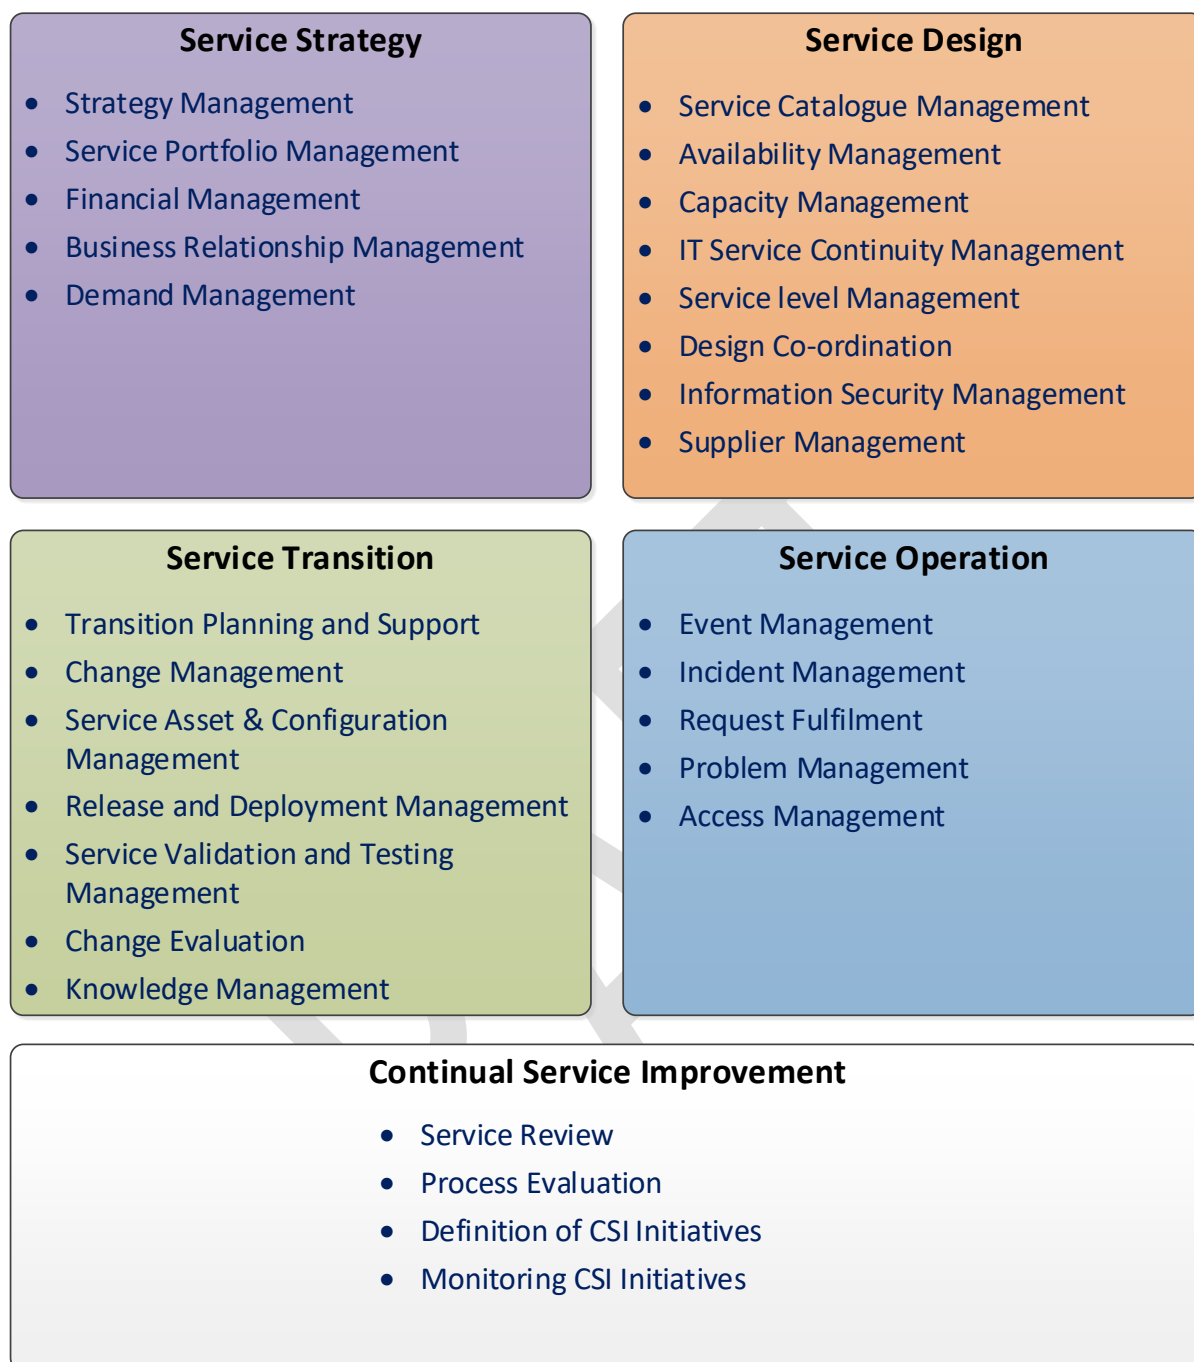 Service Strategy
• Strategy Management
• Service Portfolio Management
• Financial Management
• Business Relationship Management
• Demand Management
Service Design
• Service Catalogue Management
• Availability Management
• Capacity Management
• IT Service Continuity Management
• Service level Management
• Design Co-ordination
• Information Security Management
• Supplier Management
Service Transition
• Transition Planning and Support
• Change Management
• Service Asset & Configuration
Management
• Release and Deployment Management
• Service Validation and Testing
Management
• Change Evaluation
• Knowledge Management
Service Operation
• Event Management
• Incident Management
• Request Fulfilment
• Problem Management
• Access Management
Continual Service Improvement
• Service Review
• Process Evaluation
• Definition of CSI Initiatives
• Monitoring CSI Initiatives